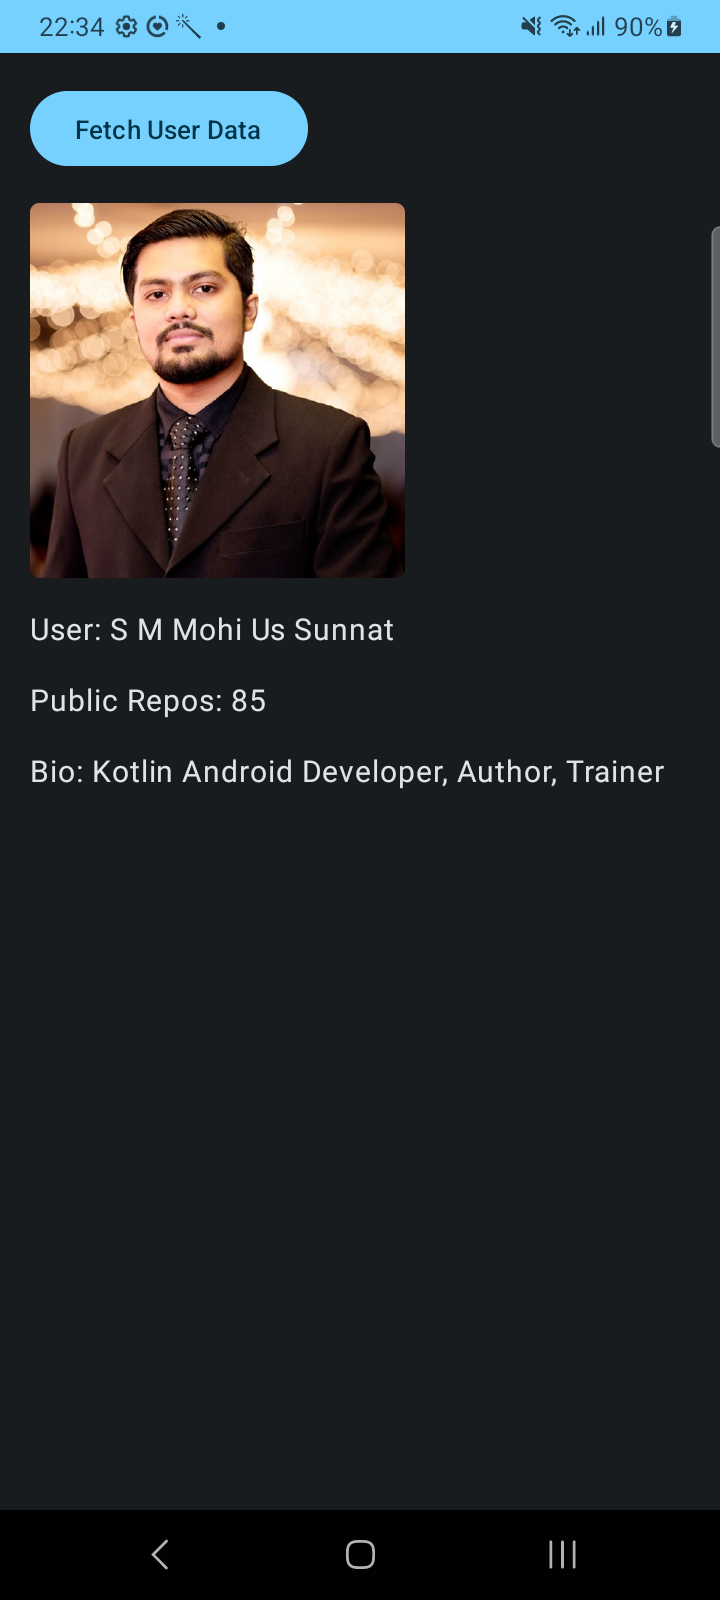 22:34 90%
Fetch User Data
User: S M Mohi Us Sunnat
Public Repos: 85
Bio: Kotlin Android Developer, Author, Trainer